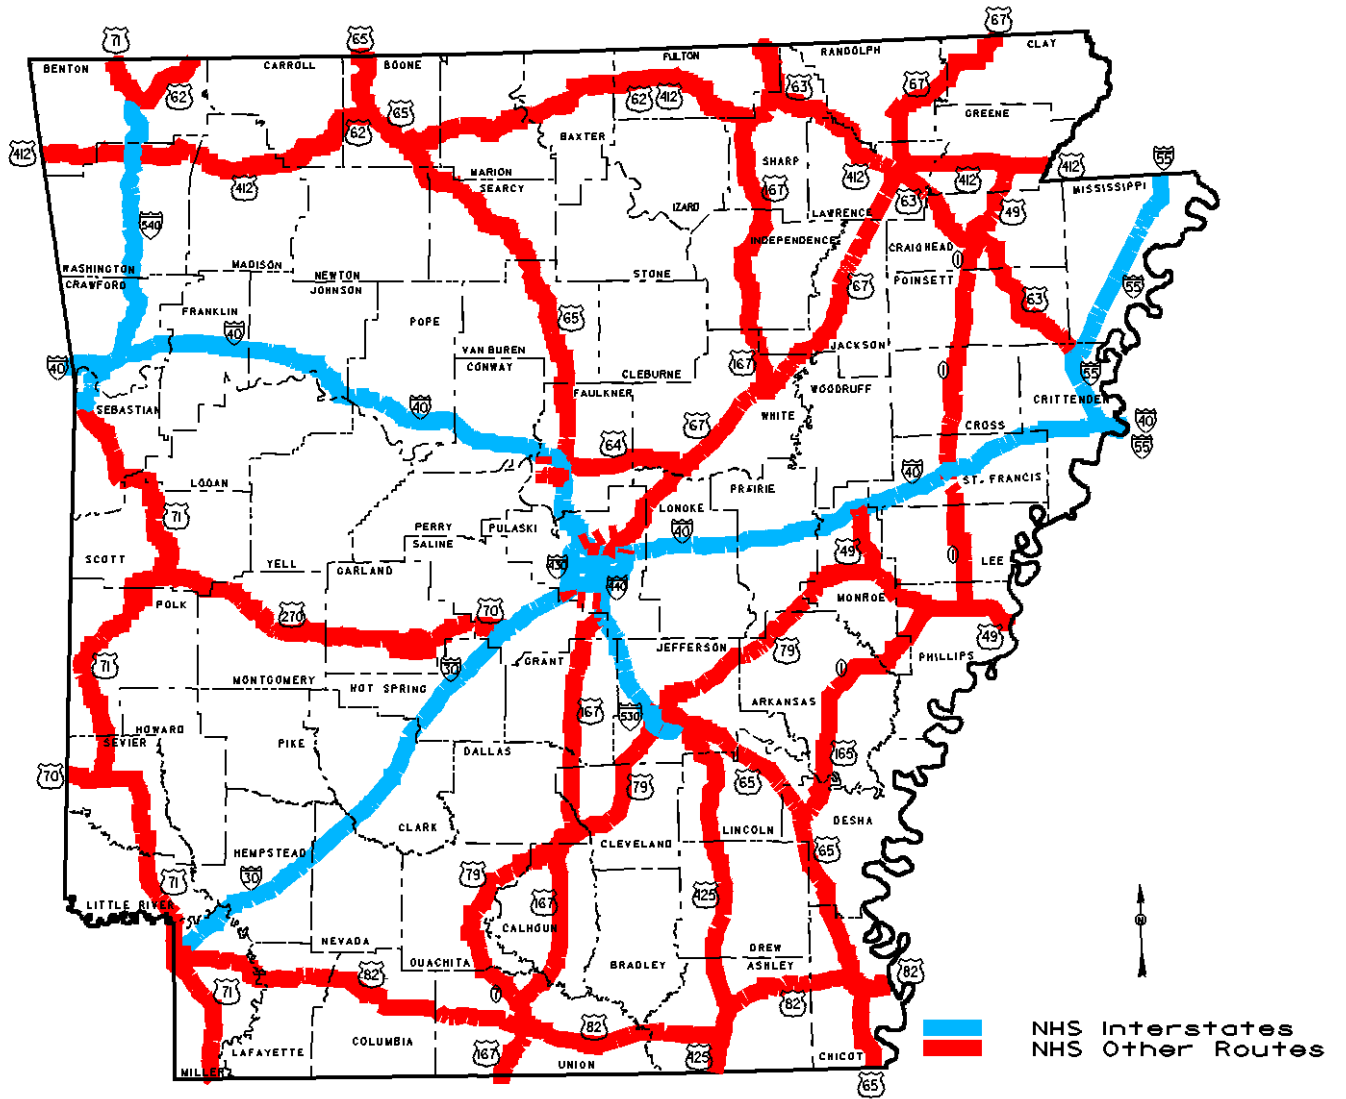 67
71
65
CLAY
RANDOLPH
BENTON
CARROLL
BOONE
FULTON
62
65
62
412
63
67
GREENE
62
BAXTER
412
412
MARION
SEARCY
SHARP
167
412
412
412
55
MISSISSIPPI
IZARD
LAWRENCE
63
49
540
INDEPENDENCE
CRAIGHEAD
1
WASHINGTON
CRAWFORD
MADISON
NEWTON
JOHNSON
STONE
POINSETT
67
55
63
FRANKLIN
40
POPE
65
VAN BUREN
CONWAY
JACKSON
40
CLEBURNE
167
WOODRUFF
1
55
SEBASTIAN
40
FAULKNER
WHITE
CRITTENDEN
67
CROSS
40
55
64
40
ST. FRANCIS
LOGAN
PRAIRIE
71
PERRY
SALINE
PULASKI
LONOKE
40
SCOTT
YELL
GARLAND
430
440
49
1
LEE
POLK
270
70
MONROE
49
71
30
GRANT
JEFFERSON
79
PHILLIPS
MONTGOMERY
HOT SPRING
1
ARKANSAS
167
530
HOWARD
SEVIER
PIKE
DALLAS
165
70
79
65
CLARK
LINCOLN
DESHA
HEMPSTEAD
CLEVELAND
65
71
30
79
LITTLE RIVER
167
425
CALHOUN
NEVADA
DREW
ASHLEY
OUACHITA
BRADLEY
82
82
71
7
82
82
NHS Interstates
NHS Other Routes
LAFAYETTE
COLUMBIA
167
425
CHICOT
UNION
MILLER
65
N